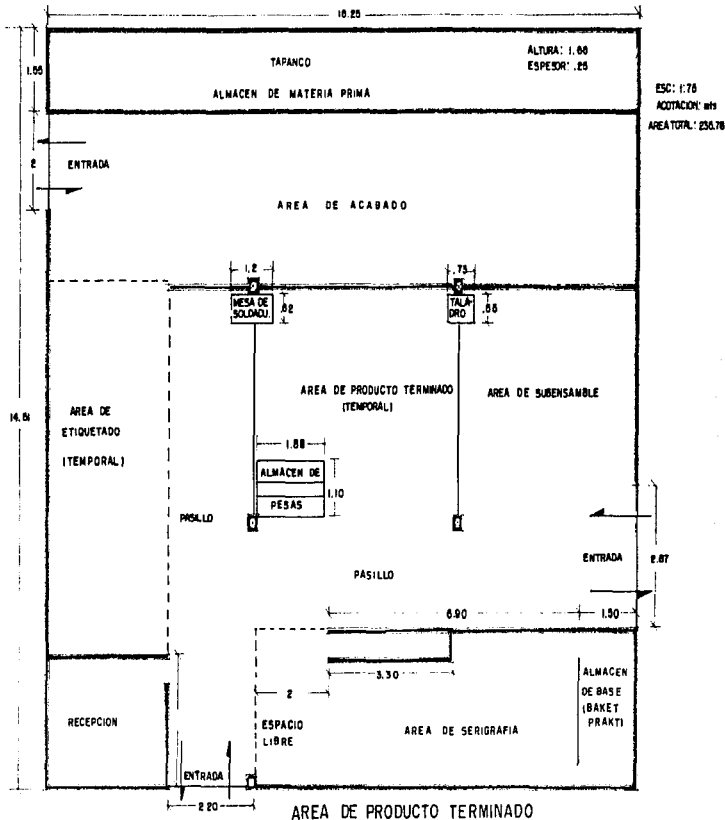 16.25
TAPANCO
ALTURA: 1.66
ESPESOR: .25
ALMACEN DE MATERIA PRIMA
1.55
ESC: 1:75
ACOTACION: mts
AREA TOTAL: 236.76
2
ENTRADA
AREA DE ACABADO
1.2
.75
MESA DE
SOLDADU.
.62
TALA-
DRO
.55
14.61
AREA DE
ETIQUETADO
(TEMPORAL)
AREA DE PRODUCTO TERMINADO
(TEMPORAL)
AREA DE SUBENSAMBLE
1.88
ALMACEN DE
PESAS
1.10
PASILLO
ENTRADA
2.87
PASILLO
6.90
1.50
3.30
2
RECEPCION
ESPACIO
LIBRE
AREA DE SERIGRAFIA
ALMACEN
DE BASE
(BAKET
PRAKT)
ENTRADA
2.20
AREA DE PRODUCTO TERMINADO